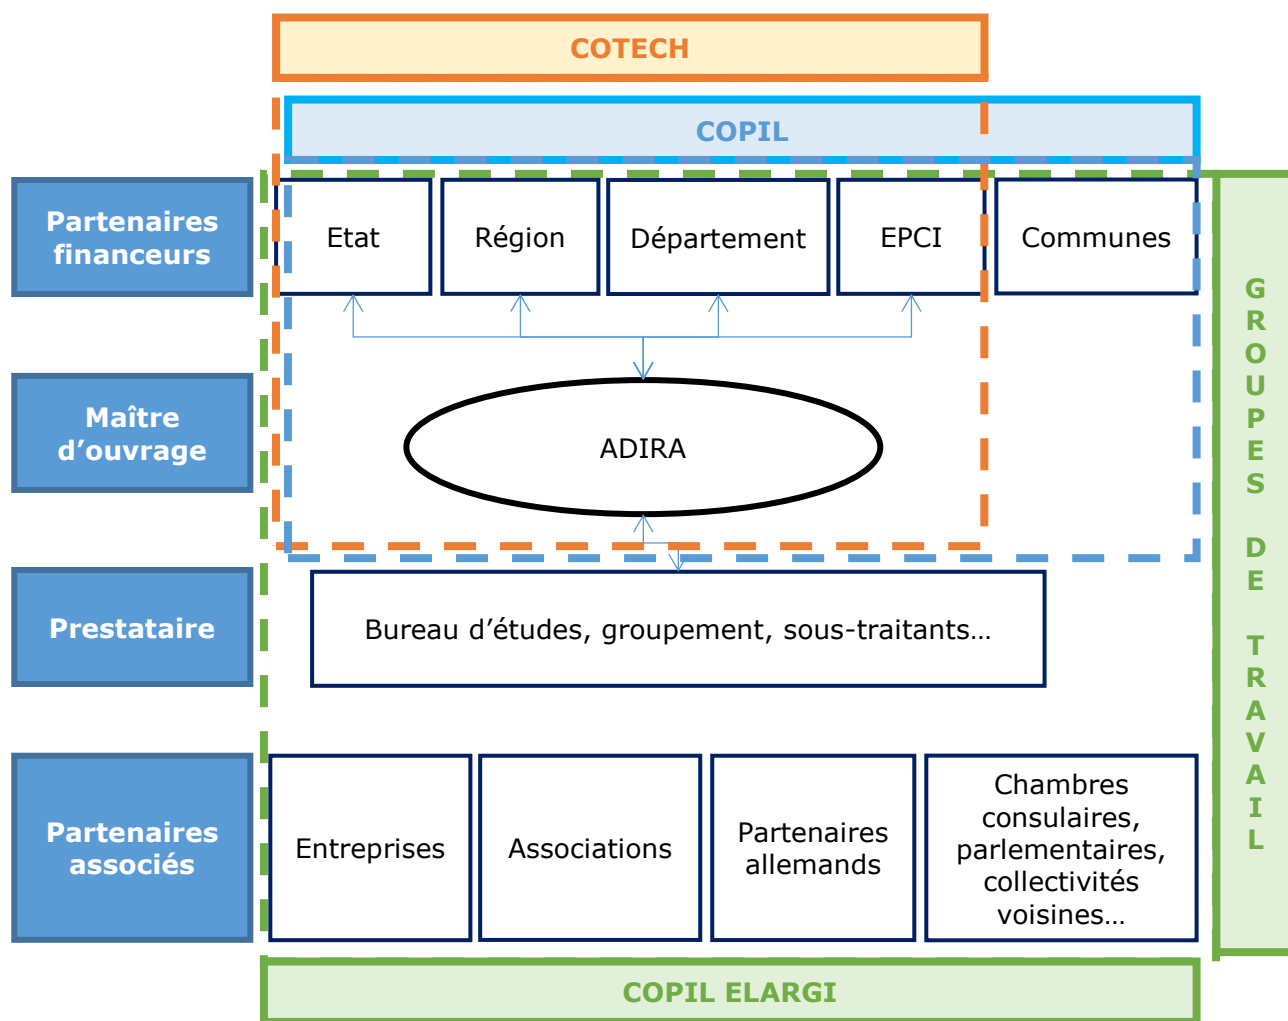 COTECH
COPIL
Partenaires
financeurs
Etat
Région
Département
EPCI
Communes
Maître
d’ouvrage
ADIRA
Prestataire
Bureau d’études, groupement, sous-traitants…
Partenaires
associés
Entreprises
Associations
Partenaires
allemands
Chambres
consulaires,
parlementaires,
collectivités
voisines…
GROUPES DE TRAVAIL
COPIL ELARGI